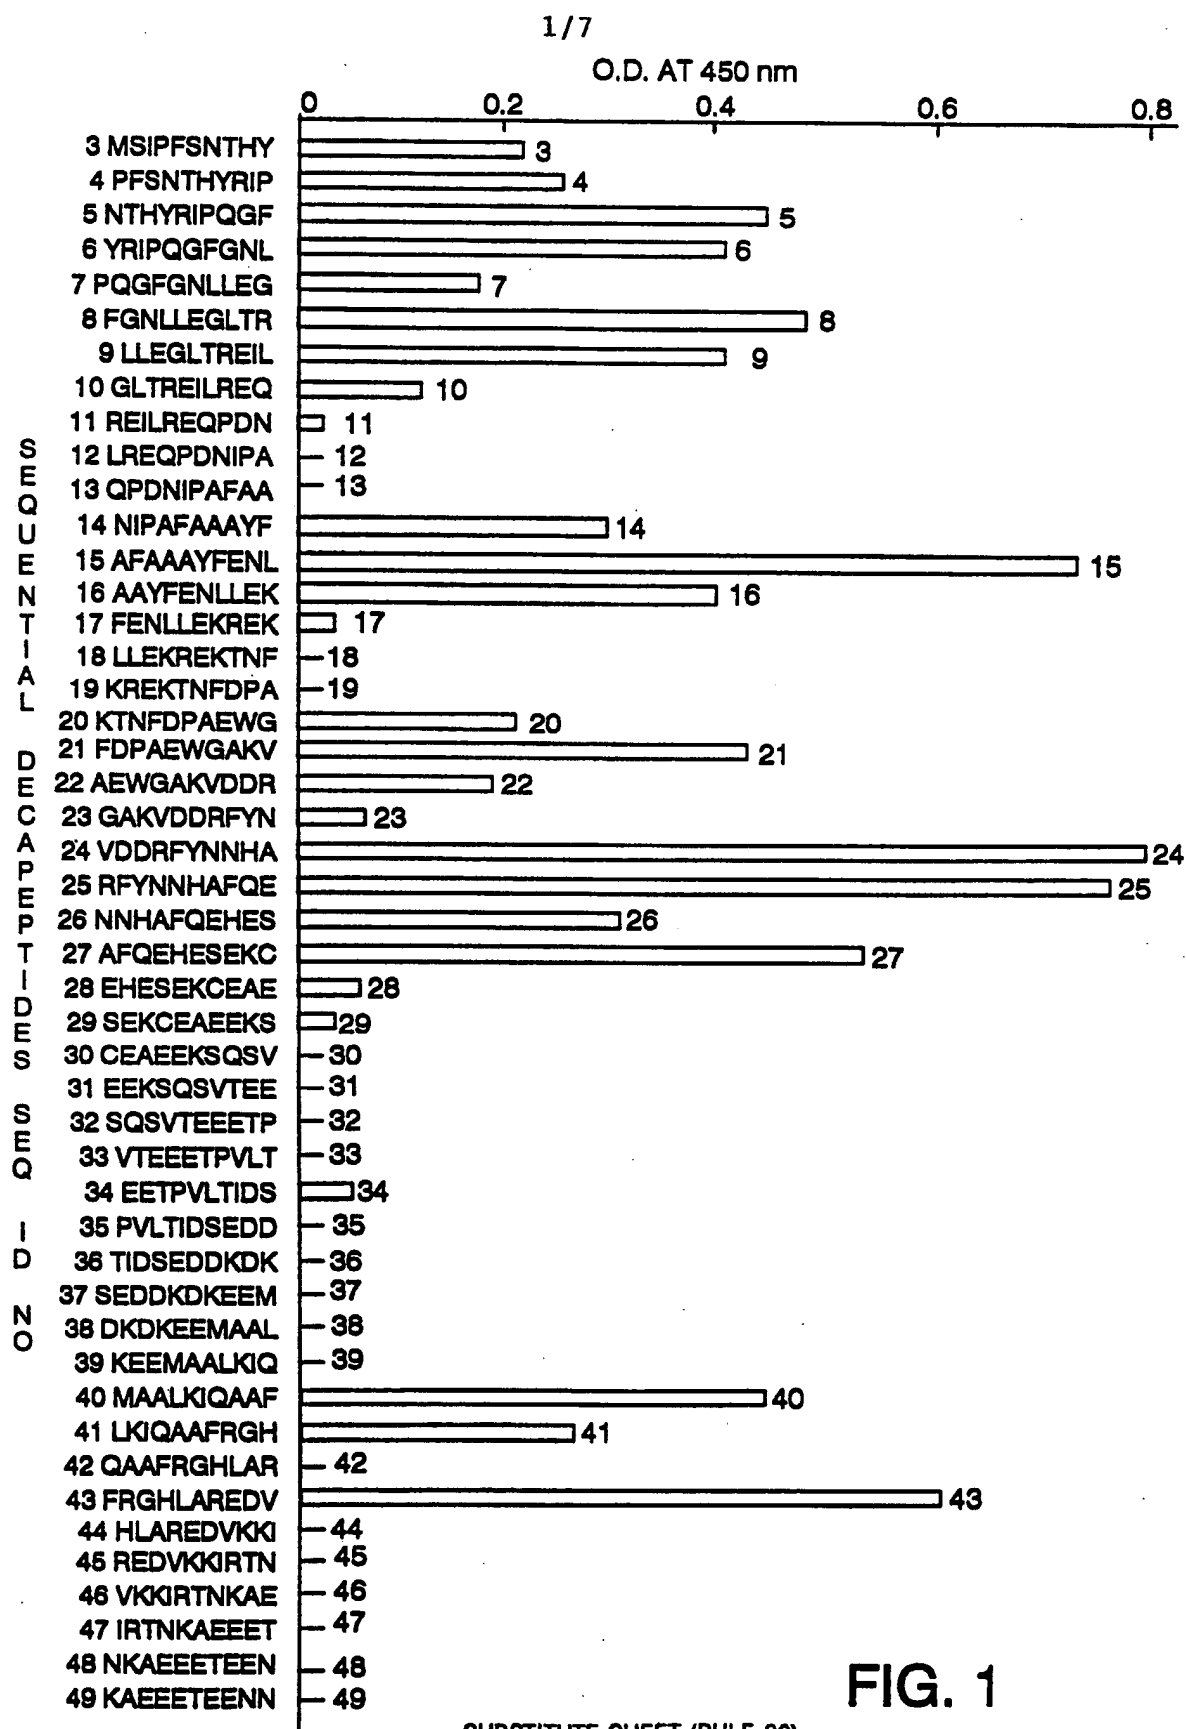 1/7
O.D. AT 450 nm
0 0.2 0.4 0.6 0.8
SEQUENTIAL DECAPEPTIDES SEQ ID NO
3 MSIPFSNTHY 3
4 PFSNTHYRIP 4
5 NTHYRIPQGF 5
6 YRIPQGFGNL 6
7 PQGFGNLLEG 7
8 FGNLLEGLTR 8
9 LLEGLTREIL 9
10 GLTREILREQ 10
11 REILREQPDN 11
12 LREQPDNIPA 12
13 QPDNIPAFAA 13
14 NIPAFAAAYF 14
15 AFAAAYFENL 15
16 AAYFENLLEK 16
17 FENLLEKREK 17
18 LLEKREKTNF 18
19 KREKTNFDPA 19
20 KTNFDPAEWG 20
21 FDPAEWGAKV 21
22 AEWGAKVDDR 22
23 GAKVDDRFYN 23
24 VDDRFYNNHA 24
25 RFYNNHAFQE 25
26 NNHAFQEHES 26
27 AFQEHESEKC 27
28 EHESEKCEAE 28
29 SEKCEAEEKS 29
30 CEAEEKSQSV 30
31 EEKSQSVTEE 31
32 SQSVTEEETP 32
33 VTEEETPVLT 33
34 EETPVLTIDS 34
35 PVLTIDSEDD 35
36 TIDSEDDKDK 36
37 SEDDKDKEEM 37
38 DKDKEEMAAL 38
39 KEEMAALKIQ 39
40 MAALKIQAAF 40
41 LKIQAAFRGH 41
42 QAAFRGHLAR 42
43 FRGHLAREDV 43
44 HLAREDVKKI 44
45 REDVKKIRTN 45
46 VKKIRTNKAE 46
47 IRTNKAEEET 47
48 NKAEEETEEN 48
49 KAEEETEENN 49
FIG. 1